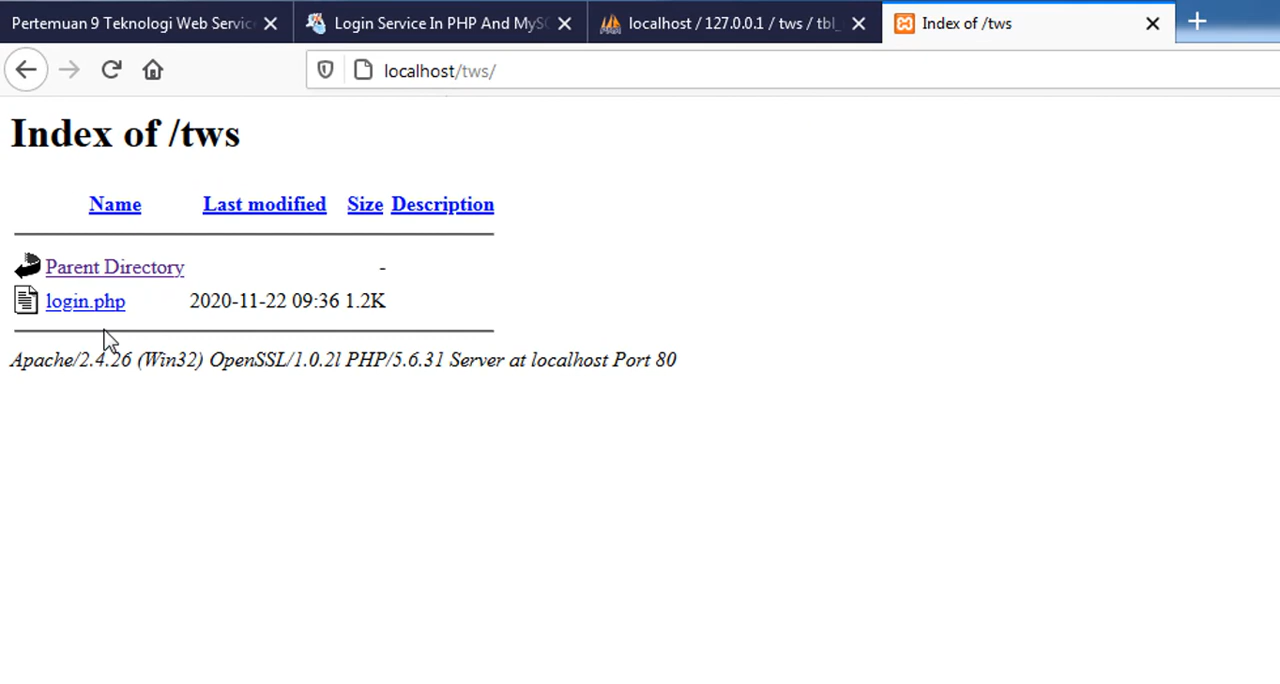 Pertemuan 9 Teknologi Web Servic
Login Service In PHP And MySQ
localhost / 127.0.0.1 / tws / tbl_
Index of /tws
localhost/tws/
Index of /tws
Name Last modified Size Description
Parent Directory -
login.php 2020-11-22 09:36 1.2K
Apache/2.4.26 (Win32) OpenSSL/1.0.2l PHP/5.6.31 Server at localhost Port 80